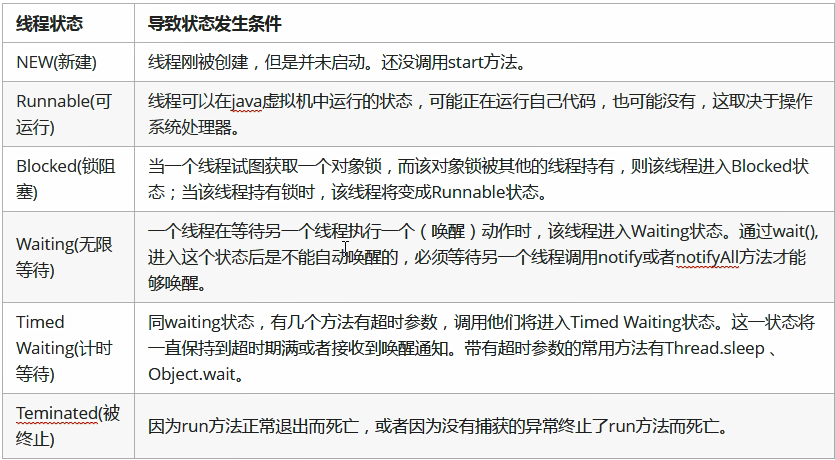 线程状态
导致状态发生条件
NEW(新建)
线程刚被创建，但是并未启动。还没调用start方法。
Runnable(可
运行)
线程可以在java虚拟机中运行的状态，可能正在运行自己代码，也可能没有，这取决于操作
系统处理器。
Blocked(锁阻
塞)
当一个线程试图获取一个对象锁，而该对象锁被其他的线程持有，则该线程进入Blocked状
态；当该线程持有锁时，该线程将变成Runnable状态。
Waiting(无限
等待)
一个线程在等待另一个线程执行一个（唤醒）动作时，该线程进入Waiting状态。通过wait(),
进入这个状态后是不能自动唤醒的，必须等待另一个线程调用notify或者notifyAll方法才能
够唤醒。
Timed
Waiting(计时
等待)
同waiting状态，有几个方法有超时参数，调用他们将进入Timed Waiting状态。这一状态将
一直保持到超时期满或者接收到唤醒通知。带有超时参数的常用方法有Thread.sleep 、
Object.wait。
Teminated(被
终止)
因为run方法正常退出而死亡，或者因为没有捕获的异常终止了run方法而死亡。